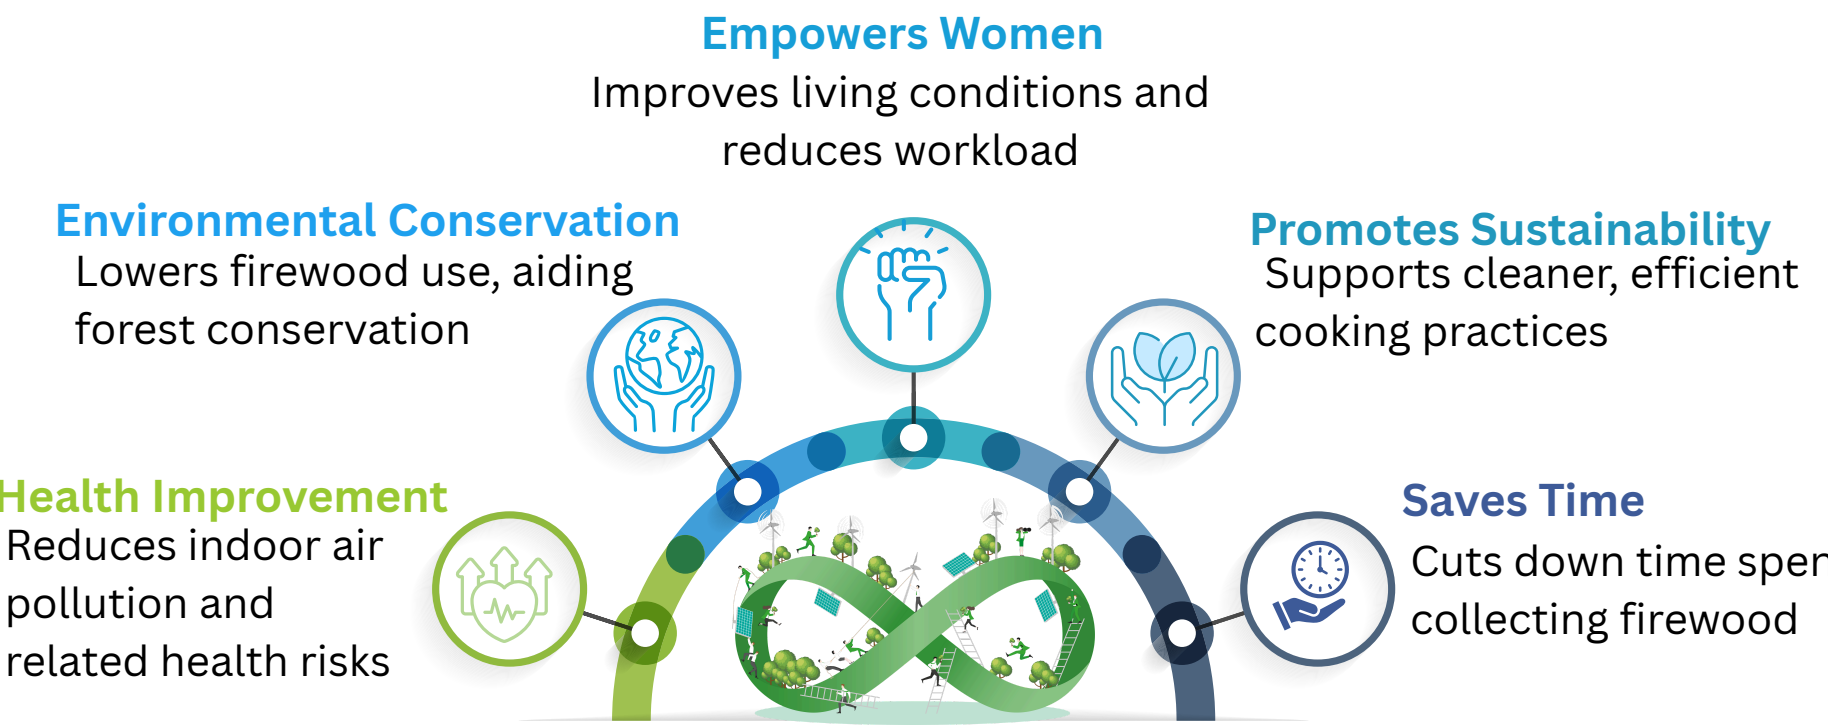 Empowers Women
Improves living conditions and
reduces workload
Environmental Conservation
Lowers firewood use, aiding
forest conservation
Promotes Sustainability
Supports cleaner, efficient
cooking practices
Health Improvement
Reduces indoor air
pollution and
related health risks
Saves Time
Cuts down time spen
collecting firewood